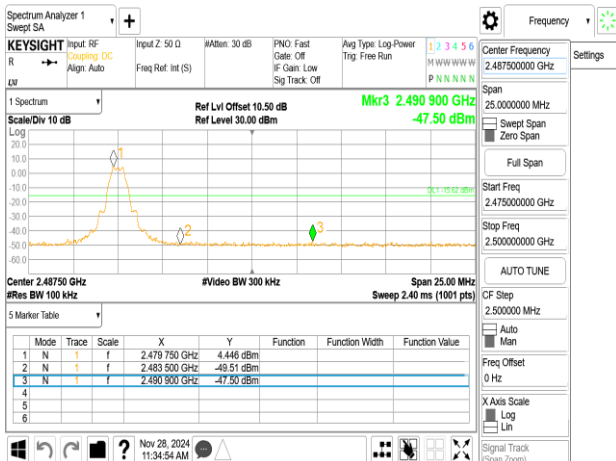 Spectrum Analyzer 1
Swept SA
Frequency
KEYSIGHT Input: RF Input Z: 50 Ω #Atten: 30 dB PNO: Fast Avg Type: Log-Power 1 2 3 4 5 6
R Coupling: DC Gate: Off Trig: Free Run M W W W W W
Align: Auto Freq Ref: Int (S) IF Gain: Low
Sig Track: Off P N N N N N
Center Frequency
2.487500000 GHz
Settings
1 Spectrum
Ref Lvl Offset 10.50 dB Mkr3 2.490 900 GHz
Scale/Div 10 dB Ref Level 30.00 dBm -47.50 dBm
Span
25.0000000 MHz
Swept Span
Zero Span
Full Span
Start Freq
2.475000000 GHz
Stop Freq
2.500000000 GHz
AUTO TUNE
CF Step
2.500000 MHz
Auto
Man
Freq Offset
0 Hz
X Axis Scale
Log
Lin
Signal Track
(Span Zoom)
Log
20.0
10.0
0.00
-10.0
-20.0
-30.0
-40.0
-50.0
-60.0
1
2
3
DL1 -15.62 dBm
Center 2.48750 GHz #Video BW 300 kHz Span 25.00 MHz
#Res BW 100 kHz Sweep 2.40 ms (1001 pts)
5 Marker Table
Mode Trace Scale X Y Function Function Width Function Value
1 N 1 f 2.479 750 GHz 4.446 dBm
2 N 1 f 2.483 500 GHz -49.51 dBm
3 N 1 f 2.490 900 GHz -47.50 dBm
4
5
6
Nov 28, 2024
11:34:54 AM